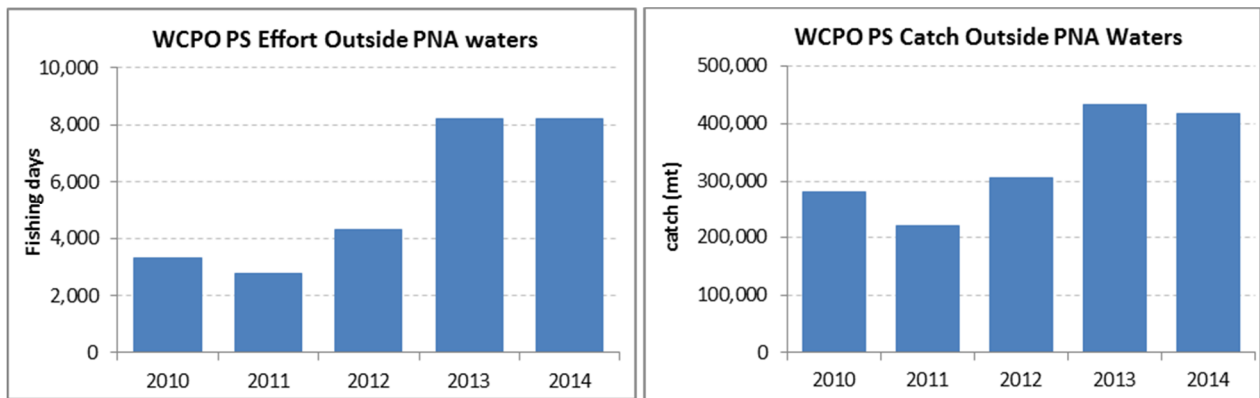 WCPO PS Effort Outside PNA waters
Fishing days
10,000
8,000
6,000
4,000
2,000
0
2010 2011 2012 2013 2014
WCPO PS Catch Outside PNA Waters
catch (mt)
500,000
400,000
300,000
200,000
100,000
0
2010 2011 2012 2013 2014